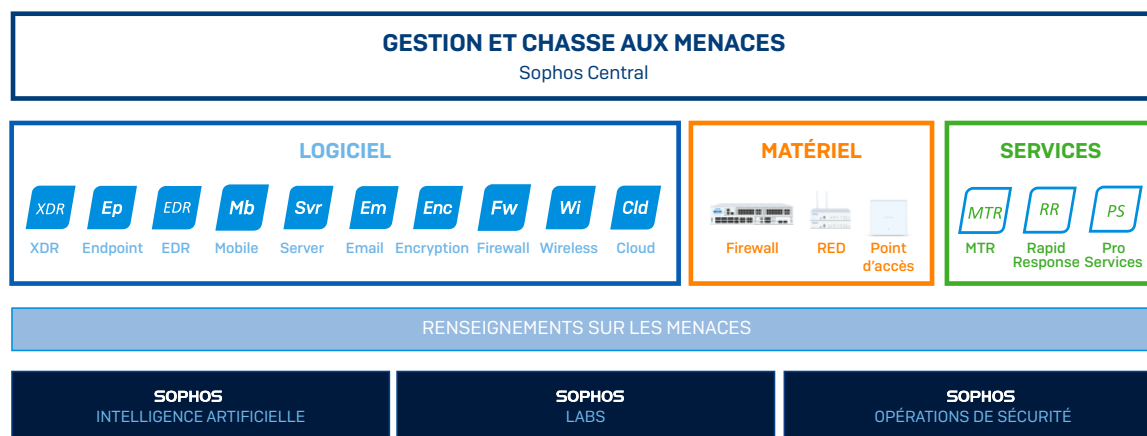 GESTION ET CHASSE AUX MENACES
Sophos Central
LOGICIEL
XDR Ep EDR Mb Svr Em Enc Fw Wi Cld
XDR Endpoint EDR Mobile Server Email Encryption Firewall Wireless Cloud
MATÉRIEL
Firewall RED Point
d'accès
SERVICES
MTR RR PS
MTR Rapid Pro
Response Services
RENSEIGNEMENTS SUR LES MENACES
SOPHOS
INTELLIGENCE ARTIFICIELLE
SOPHOS
LABS
SOPHOS
OPÉRATIONS DE SÉCURITÉ